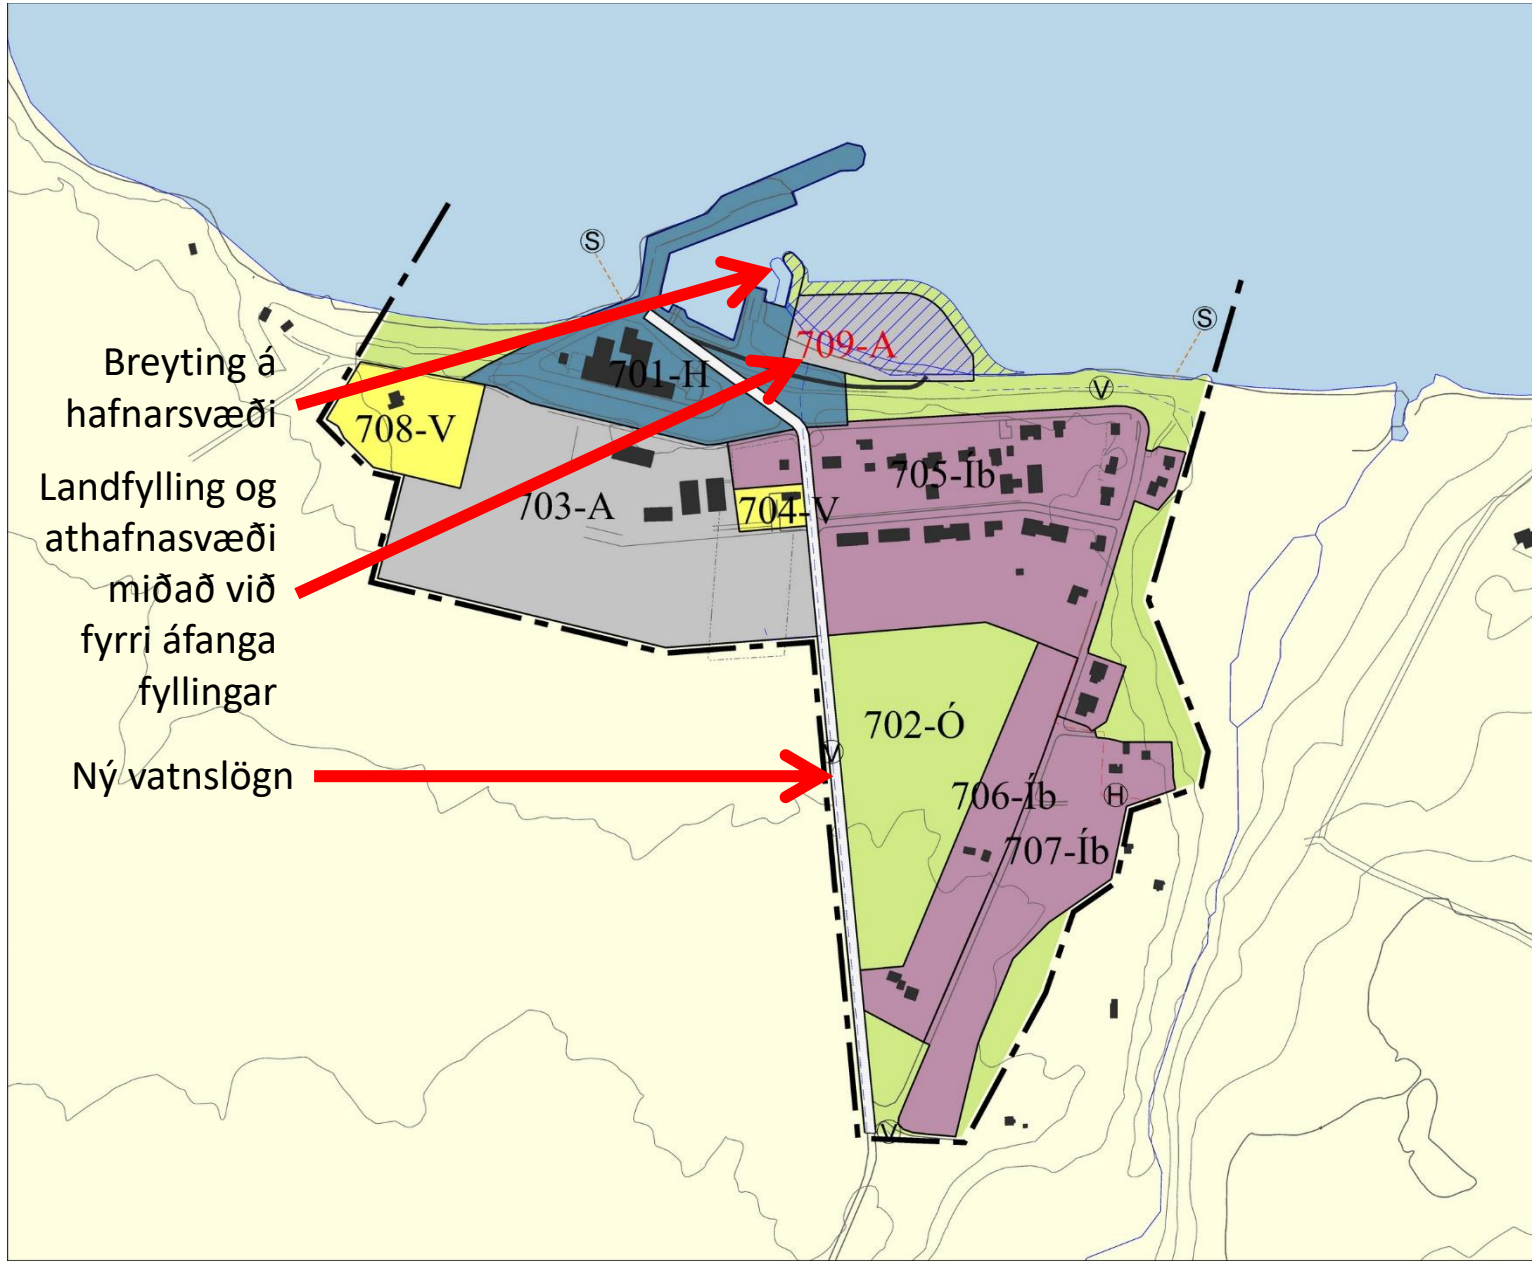 S
S
Breyting á
hafnarsvæði
709-A
701-H
V
708-V
Landfylling og
athafnasvæði
miðað við
fyrri áfanga
fyllingar
705-Íb
703-A
704-V
702-Ó
V
Ný vatnslögn
706-Íb
H
707-Íb
V